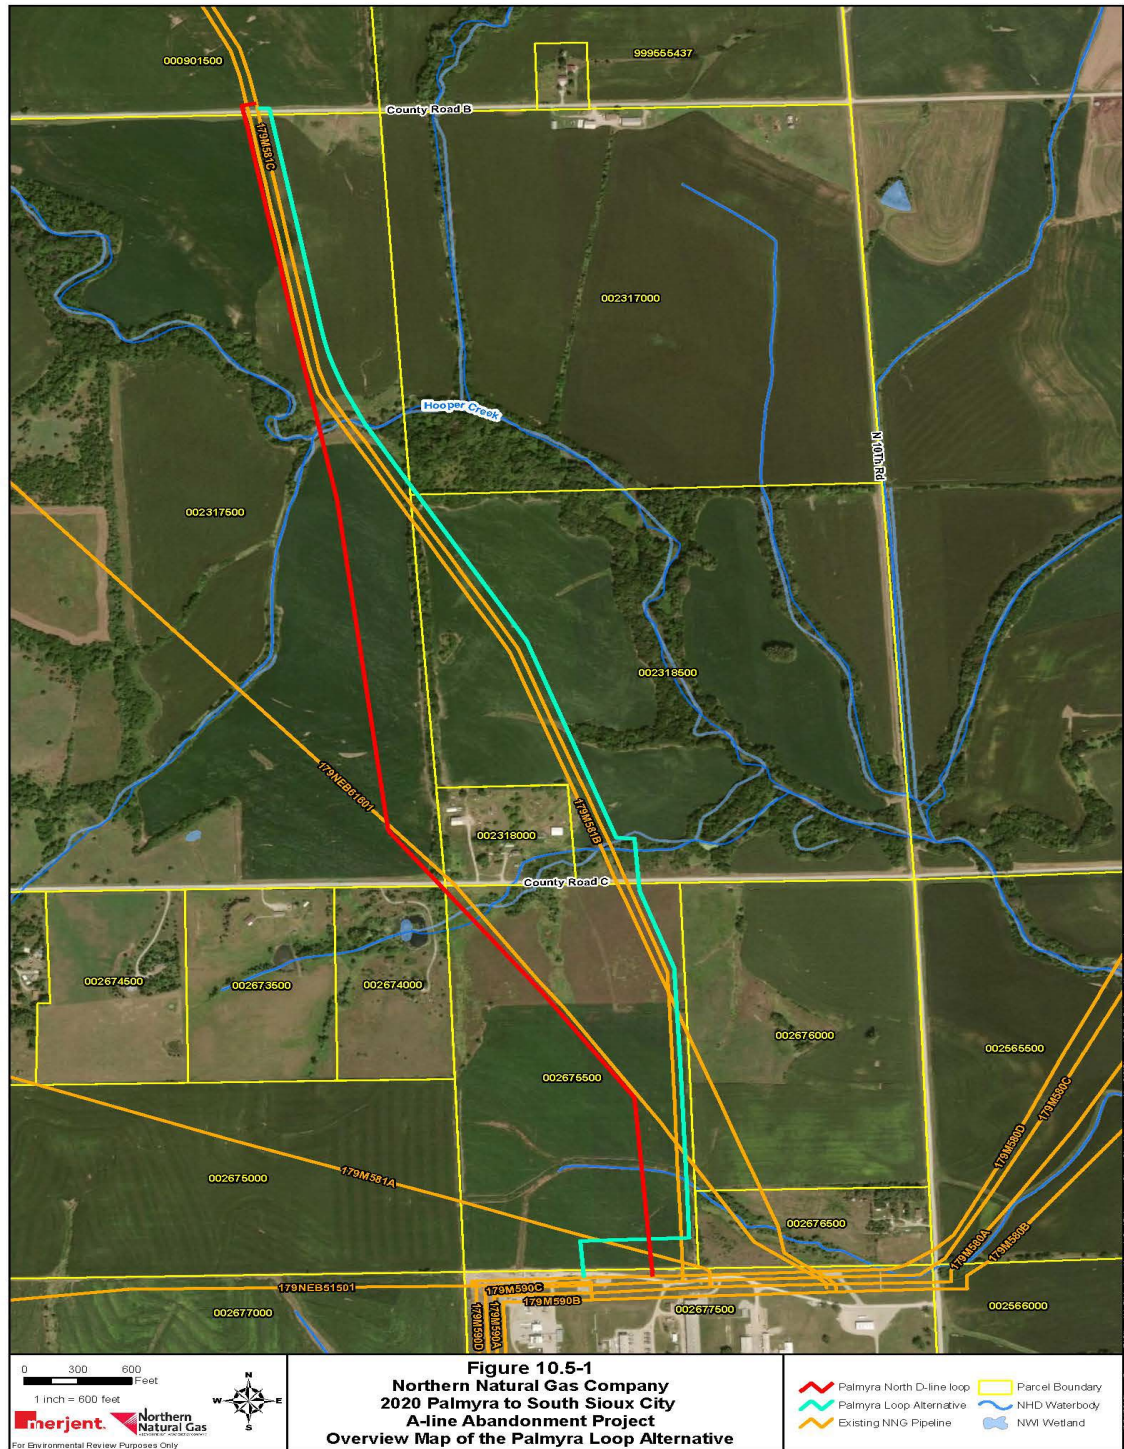 000901500
999555437
County Road B
179M581C
002317000
Hooper Creek
N 10Th Rd
002317500
002318500
179NEB61601
179M581B
002318000
County Road C
002674500
002673500
002674000
002676000
002565500
002675500
179M580C
179M580D
002675000
179M581A
002676500
179M580A
179M580B
179NEB51501
179M590C
179M590B
002677000
179M590D
179M590A
002677500
002566000
0 300 600
Feet
1 inch = 600 feet
N
W E
S
merjent.
Northern
Natural Gas
For Environmental Review Purposes Only
Figure 10.5-1
Northern Natural Gas Company
2020 Palmyra to South Sioux City
A-line Abandonment Project
Overview Map of the Palmyra Loop Alternative
Palmyra North D-line loop
Palmyra Loop Alternative
Existing NNG Pipeline
Parcel Boundary
NHD Waterbody
NWI Wetland